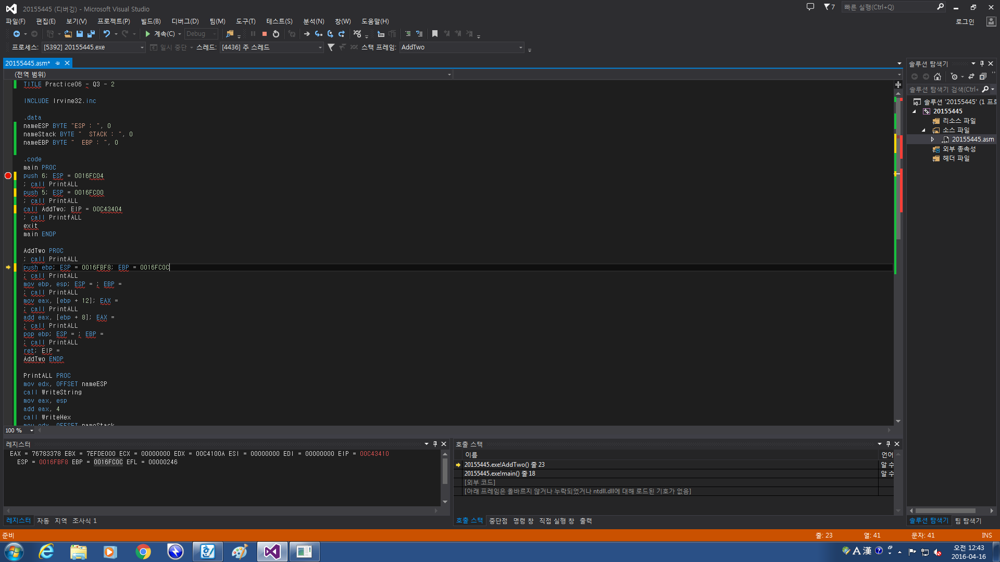 20155445 (디버깅) - Microsoft Visual Studio
7
빠른 실행(Ctrl+Q)
파일(F) 편집(E) 보기(V) 프로젝트(P) 빌드(B) 디버그(D) 팀(M) 도구(T) 테스트(S) 분석(N) 창(W) 도움말(H)
로그인
계속(C) Debug
프로세스: [5392] 20155445.exe 일시 중단 스레드: [4436] 주 스레드 스택 프레임: AddTwo
20155445.asm*
(전역 범위)
TITLE Practice06 - Q3 - 2
INCLUDE Irvine32.inc
.data
nameESP BYTE "ESP : ", 0
nameStack BYTE "  STACK : ", 0
nameEBP BYTE "  EBP : ", 0
.code
main PROC
push 6; ESP = 0016FC04
; call PrintALL
push 5; ESP = 0016FC00
; call PrintALL
call AddTwo; EIP = 00C43404
; call PrintfALL
exit
main ENDP
AddTwo PROC
; call PrintALL
push ebp; ESP = 0016FBF8; EBP = 0016FC0C
; call PrintALL
mov ebp, esp; ESP = ; EBP =
; call PrintALL
mov eax, [ebp + 12]; EAX =
; call PrintALL
add eax, [ebp + 8]; EAX =
; call PrintALL
pop ebp; ESP = ; EBP =
; call PrintALL
ret; EIP =
AddTwo ENDP
PrintALL PROC
mov edx, OFFSET nameESP
call WriteString
mov eax, esp
add eax, 4
call WriteHex
mov edx, OFFSET nameStack
100 %
솔루션 탐색기
솔루션 탐색기 검색(Ctrl+
솔루션 '20155445' (1 프로
20155445
리소스 파일
소스 파일
20155445.asm
외부 종속성
헤더 파일
솔루션 탐색기 팀 탐색기
레지스터
EAX = 76783378 EBX = 7EFDE000 ECX = 00000000 EDX = 00C4100A ESI = 00000000 EDI = 00000000 EIP = 00C43410
ESP = 0016FBF8 EBP = 0016FC0C EFL = 00000246
레지스터 자동 지역 조사식 1
호출 스택
이름 언어
20155445.exe!AddTwo() 줄 23 알 수
20155445.exe!main() 줄 18 알 수
[외부 코드]
[아래 프레임은 올바르지 않거나 누락되었거나 ntdll.dll에 대해 로드된 기호가 없음]
호출 스택 중단점 명령 창 직접 실행 창 출력
준비 줄: 23 열: 41 문자: 41 INS
A 漢
오전 12:43
2016-04-16